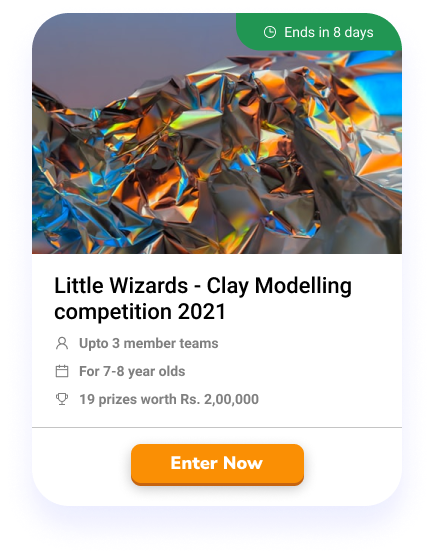 Ends in 8 days
Little Wizards - Clay Modelling
competition 2021
Upto 3 member teams
For 7-8 year olds
19 prizes worth Rs. 2,00,000
Enter Now